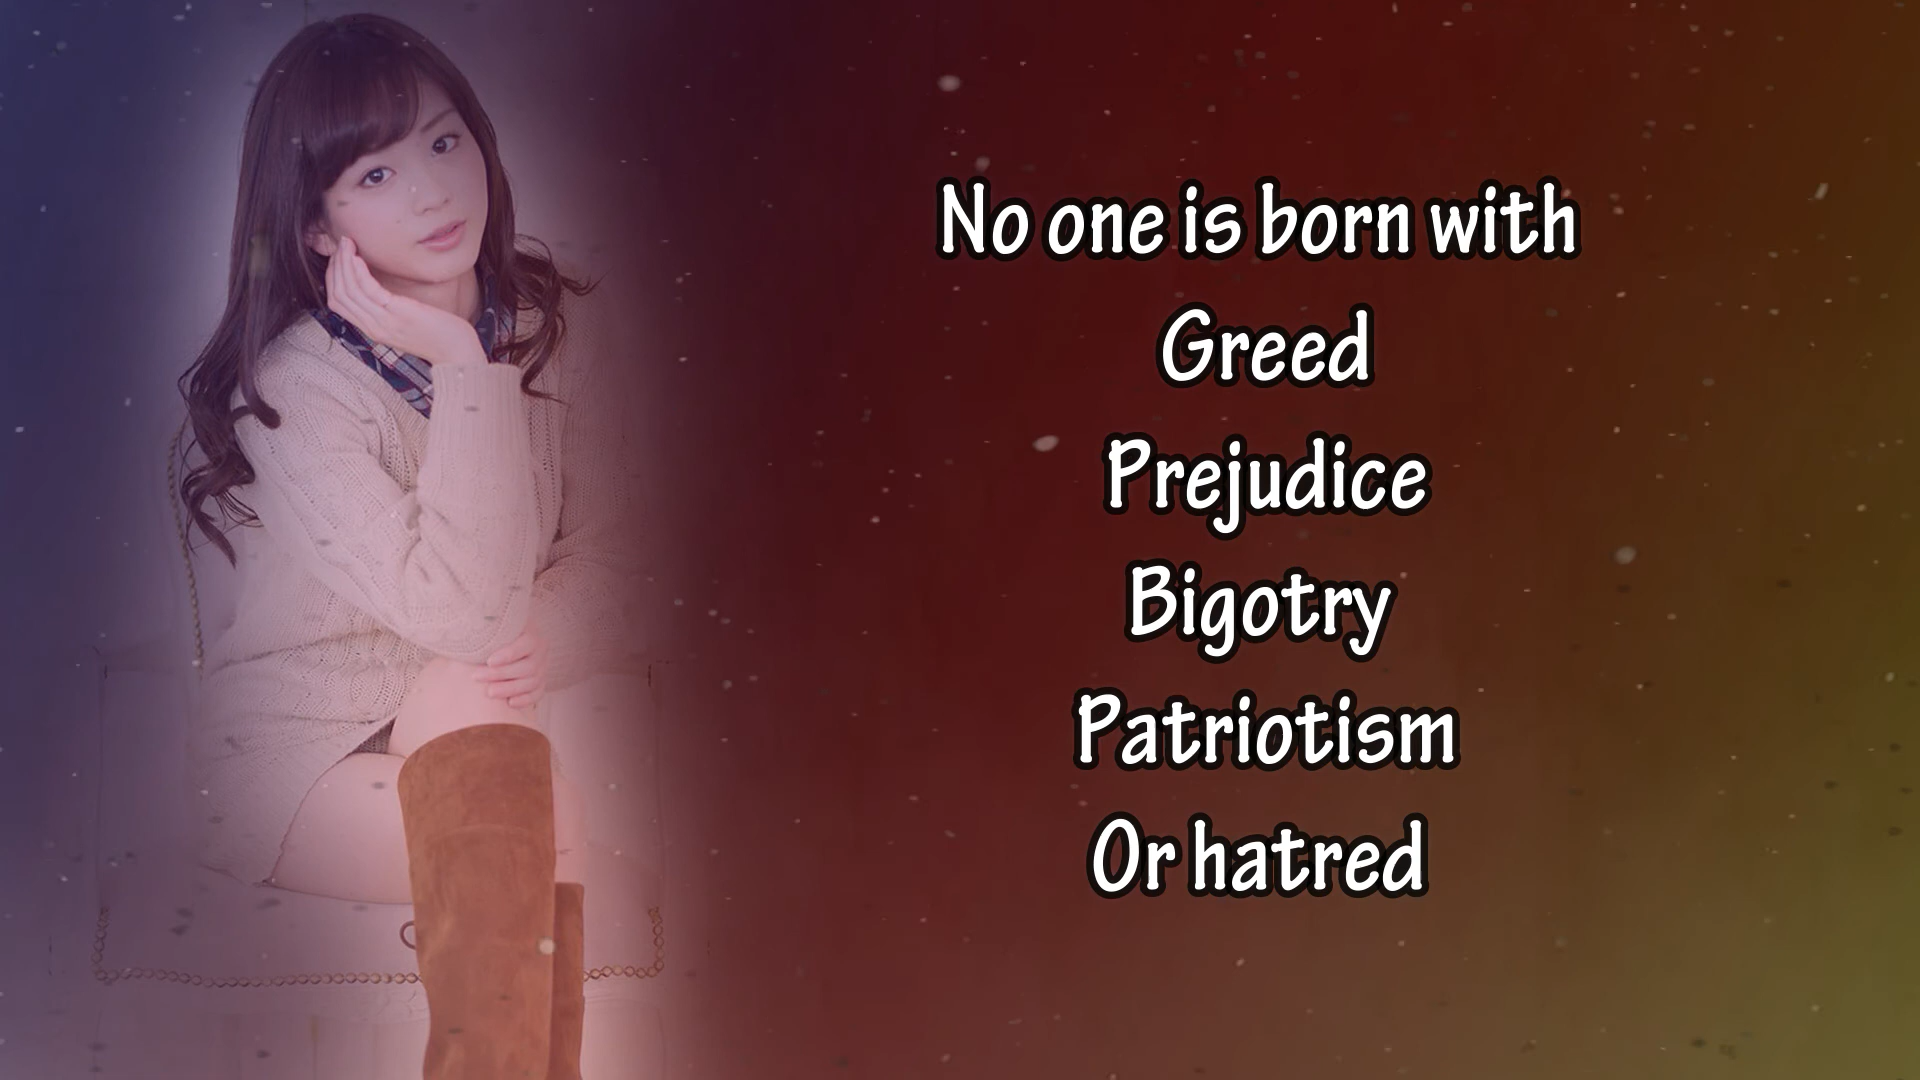 No one is born with
Greed
Prejudice
Bigotry
Patriotism
Or hatred